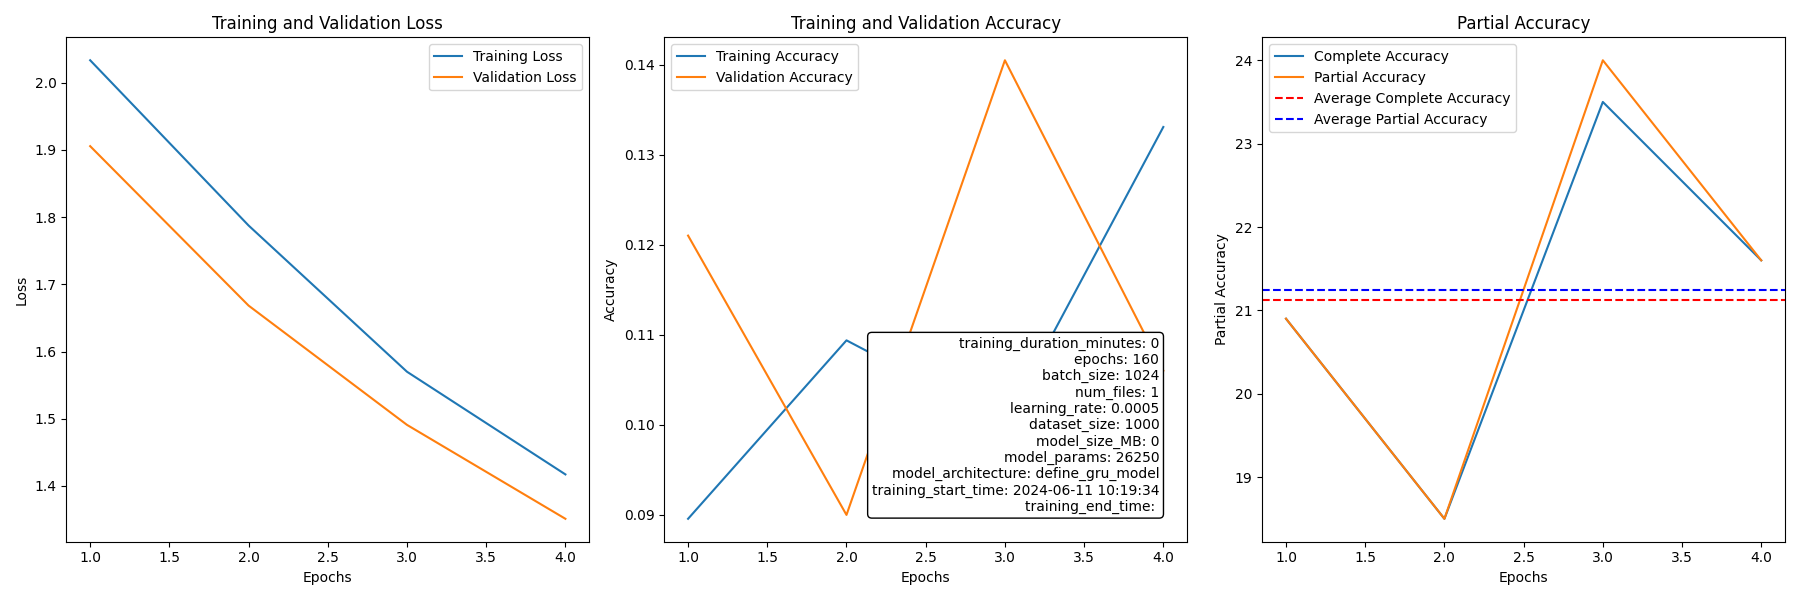 Training and Validation Loss
Training Loss
Validation Loss
2.0
1.9
1.8
1.7
1.6
1.5
1.4
Loss
1.0 1.5 2.0 2.5 3.0 3.5 4.0
Epochs
Training and Validation Accuracy
Training Accuracy
Validation Accuracy
0.14
0.13
0.12
0.11
0.10
0.09
Accuracy
training_duration_minutes: 0
epochs: 160
batch_size: 1024
num_files: 1
learning_rate: 0.0005
dataset_size: 1000
model_size_MB: 0
model_params: 26250
model_architecture: define_gru_model
training_start_time: 2024-06-11 10:19:34
training_end_time:
1.0 1.5 2.0 2.5 3.0 3.5 4.0
Epochs
Partial Accuracy
Complete Accuracy
Partial Accuracy
Average Complete Accuracy
Average Partial Accuracy
24
23
22
21
20
19
Partial Accuracy
1.0 1.5 2.0 2.5 3.0 3.5 4.0
Epochs